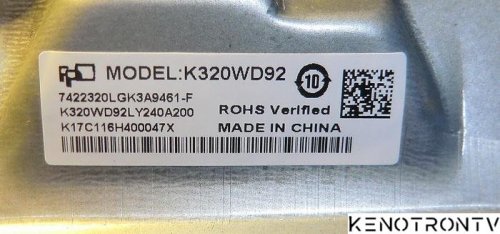 MODEL:K320WD92
10
7422320LGK3A9461-F
K320WD92LY240A200
ROHS Verified
K17C116H400047X
MADE IN CHINA
KENOTRONTV